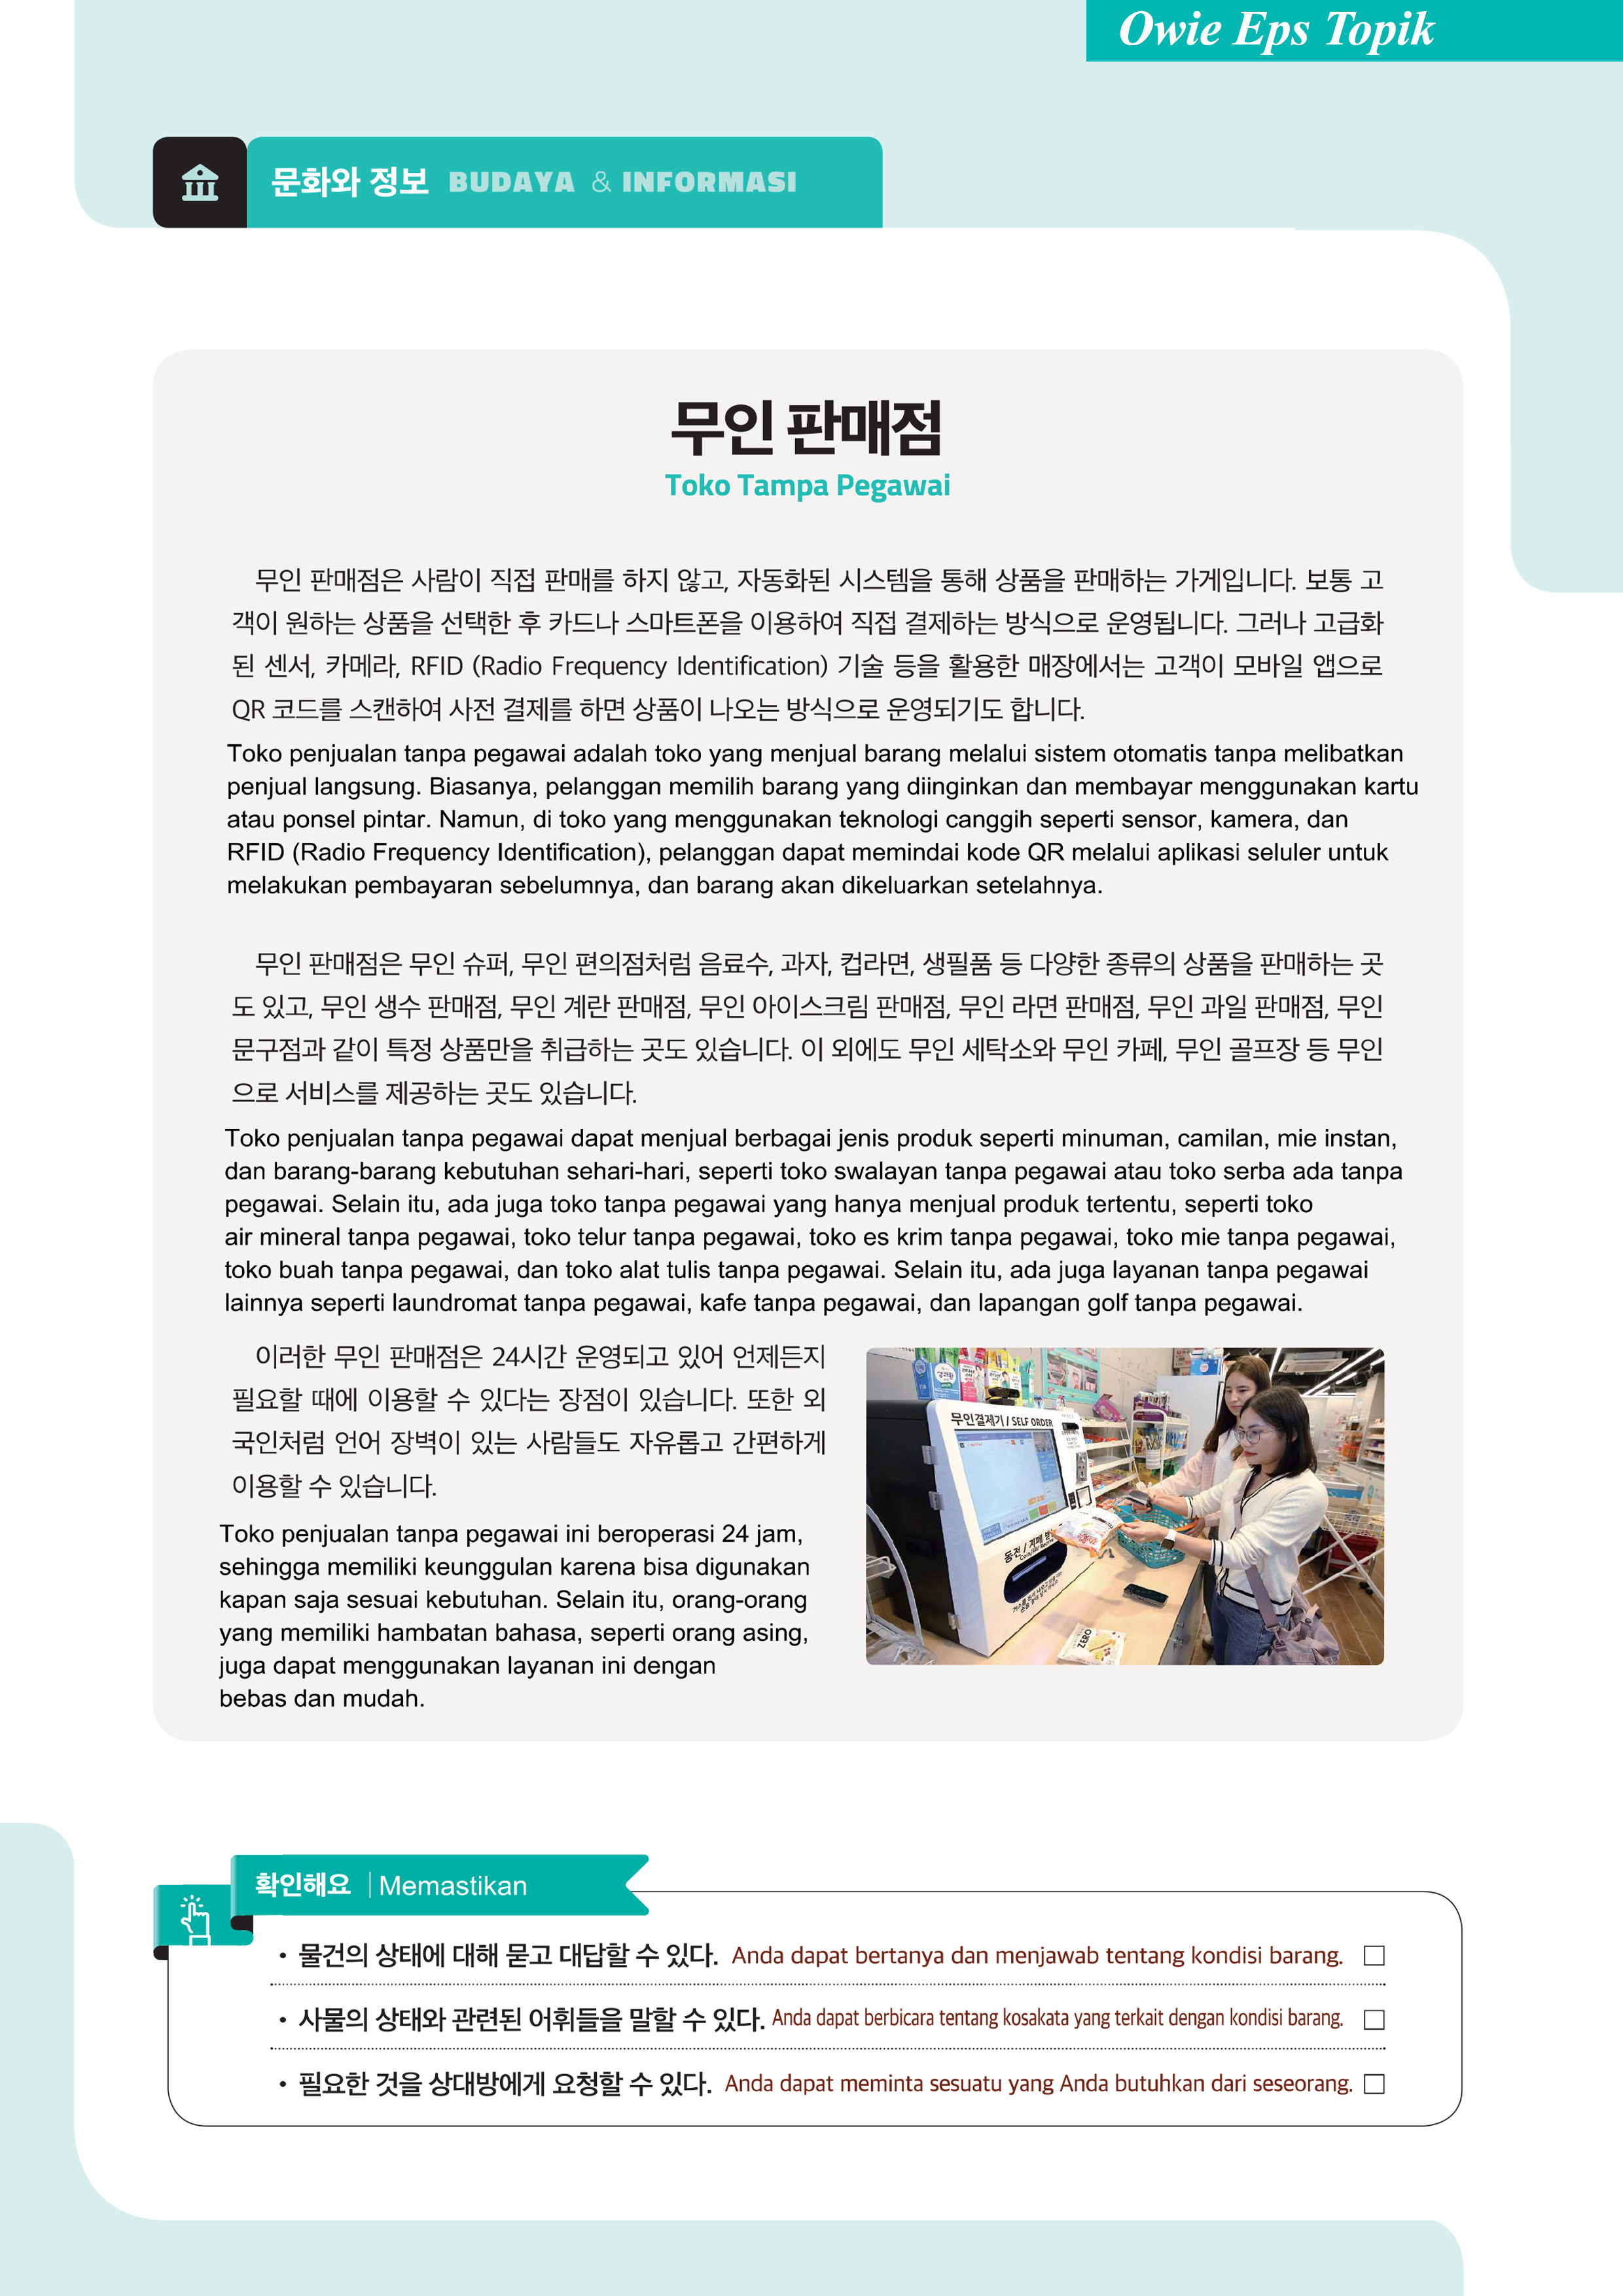 Owie Eps Topik
문화와 정보 BUDAYA & INFORMASI
무인 판매점
Toko Tampa Pegawai
무인 판매점은 사람이 직접 판매를 하지 않고, 자동화된 시스템을 통해 상품을 판매하는 가게입니다. 보통 고
객이 원하는 상품을 선택한 후 카드나 스마트폰을 이용하여 직접 결제하는 방식으로 운영됩니다. 그러나 고급화
된 센서, 카메라, RFID (Radio Frequency Identification) 기술 등을 활용한 매장에서는 고객이 모바일 앱으로
QR 코드를 스캔하여 사전 결제를 하면 상품이 나오는 방식으로 운영되기도 합니다.
Toko penjualan tanpa pegawai adalah toko yang menjual barang melalui sistem otomatis tanpa melibatkan
penjual langsung. Biasanya, pelanggan memilih barang yang diinginkan dan membayar menggunakan kartu
atau ponsel pintar. Namun, di toko yang menggunakan teknologi canggih seperti sensor, kamera, dan
RFID (Radio Frequency Identification), pelanggan dapat memindai kode QR melalui aplikasi seluler untuk
melakukan pembayaran sebelumnya, dan barang akan dikeluarkan setelahnya.
무인 판매점은 무인 슈퍼, 무인 편의점처럼 음료수, 과자, 컵라면, 생필품 등 다양한 종류의 상품을 판매하는 곳
도 있고, 무인 생수 판매점, 무인 계란 판매점, 무인 아이스크림 판매점, 무인 라면 판매점, 무인 과일 판매점, 무인
문구점과 같이 특정 상품만을 취급하는 곳도 있습니다. 이 외에도 무인 세탁소와 무인 카페, 무인 골프장 등 무인
으로 서비스를 제공하는 곳도 있습니다.
Toko penjualan tanpa pegawai dapat menjual berbagai jenis produk seperti minuman, camilan, mie instan,
dan barang-barang kebutuhan sehari-hari, seperti toko swalayan tanpa pegawai atau toko serba ada tanpa
pegawai. Selain itu, ada juga toko tanpa pegawai yang hanya menjual produk tertentu, seperti toko
air mineral tanpa pegawai, toko telur tanpa pegawai, toko es krim tanpa pegawai, toko mie tanpa pegawai,
toko buah tanpa pegawai, dan toko alat tulis tanpa pegawai. Selain itu, ada juga layanan tanpa pegawai
lainnya seperti laundromat tanpa pegawai, kafe tanpa pegawai, dan lapangan golf tanpa pegawai.
이러한 무인 판매점은 24시간 운영되고 있어 언제든지
필요할 때에 이용할 수 있다는 장점이 있습니다. 또한 외
국인처럼 언어 장벽이 있는 사람들도 자유롭고 간편하게
이용할 수 있습니다.
Toko penjualan tanpa pegawai ini beroperasi 24 jam,
sehingga memiliki keunggulan karena bisa digunakan
kapan saja sesuai kebutuhan. Selain itu, orang-orang
yang memiliki hambatan bahasa, seperti orang asing,
juga dapat menggunakan layanan ini dengan
bebas dan mudah.
무인결제기 / SELF ORDER
동전 / 지폐
ZERO
확인해요 | Memastikan
• 물건의 상태에 대해 묻고 대답할 수 있다. Anda dapat bertanya dan menjawab tentang kondisi barang. □
• 사물의 상태와 관련된 어휘들을 말할 수 있다. Anda dapat berbicara tentang kosakata yang terkait dengan kondisi barang. □
• 필요한 것을 상대방에게 요청할 수 있다. Anda dapat meminta sesuatu yang Anda butuhkan dari seseorang. □